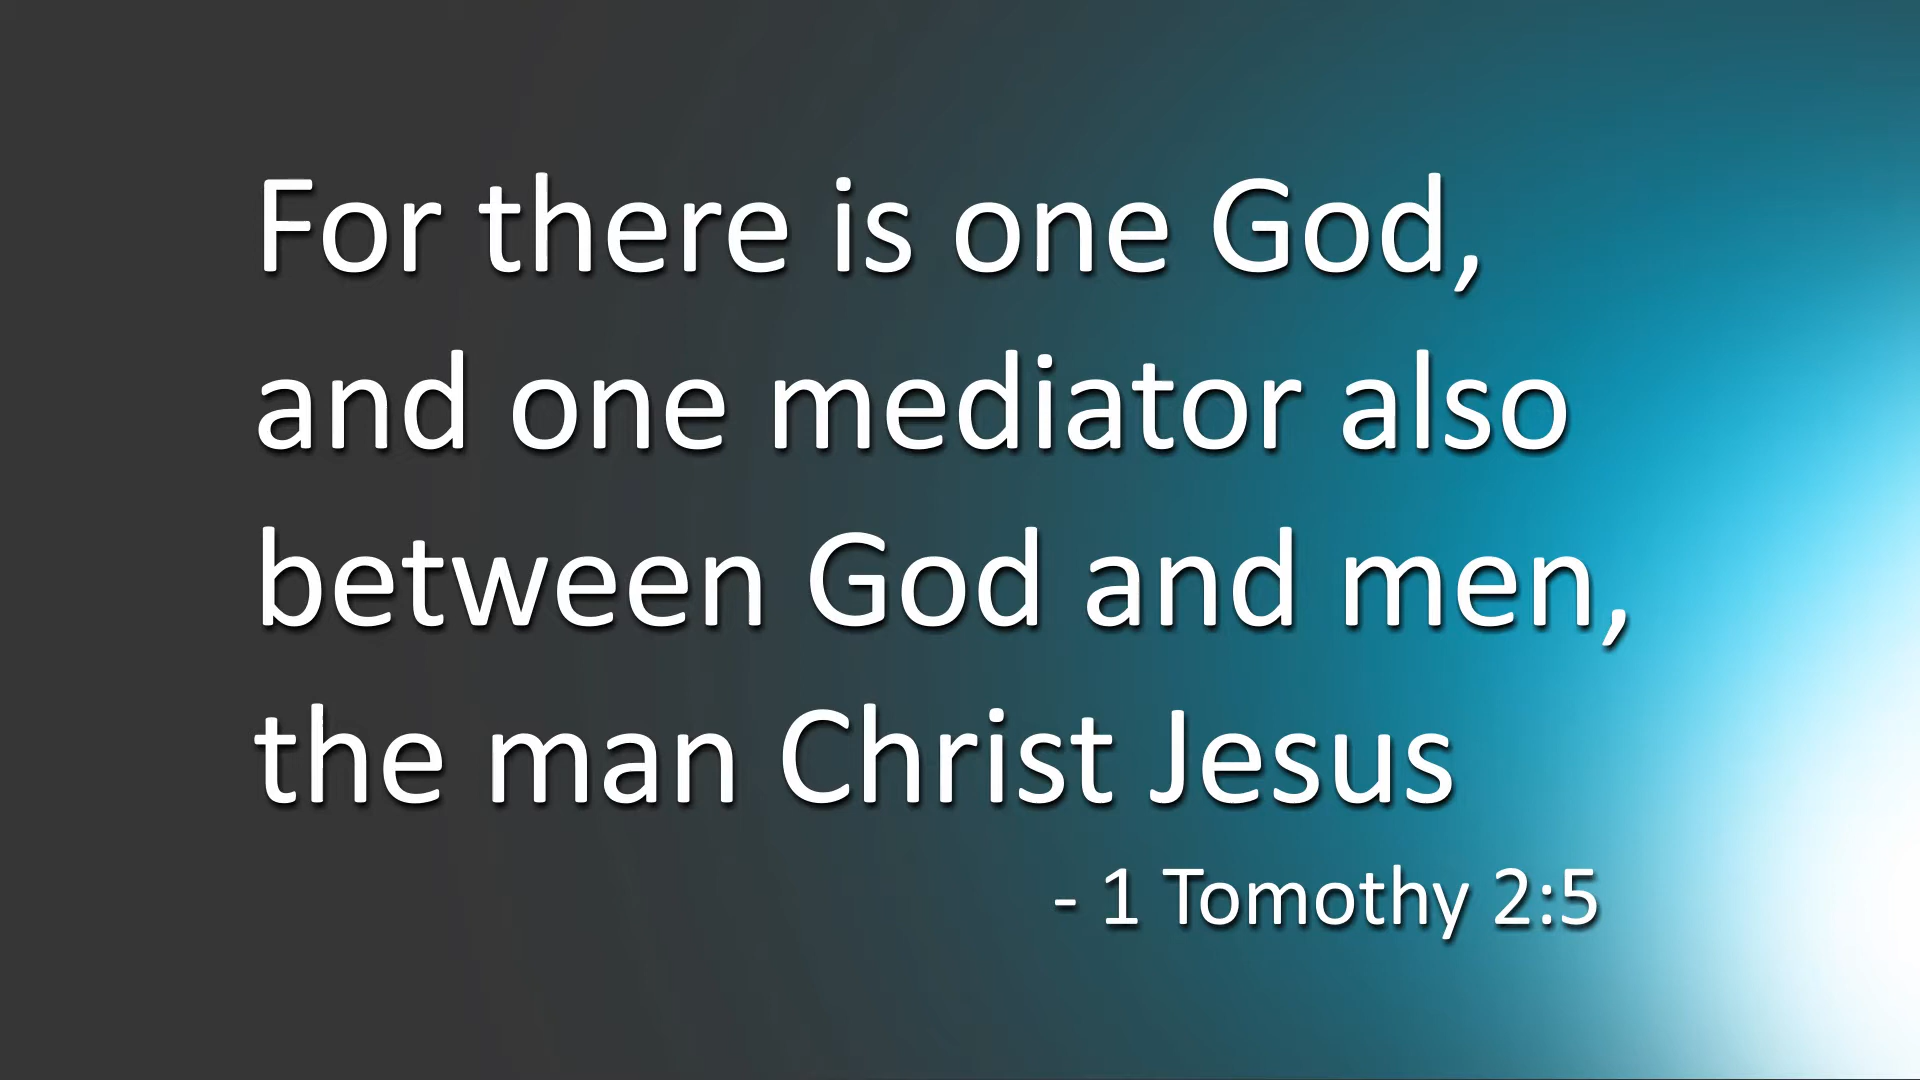 For there is one God,
and one mediator also
between God and men,
the man Christ Jesus
- 1 Tomothy 2:5